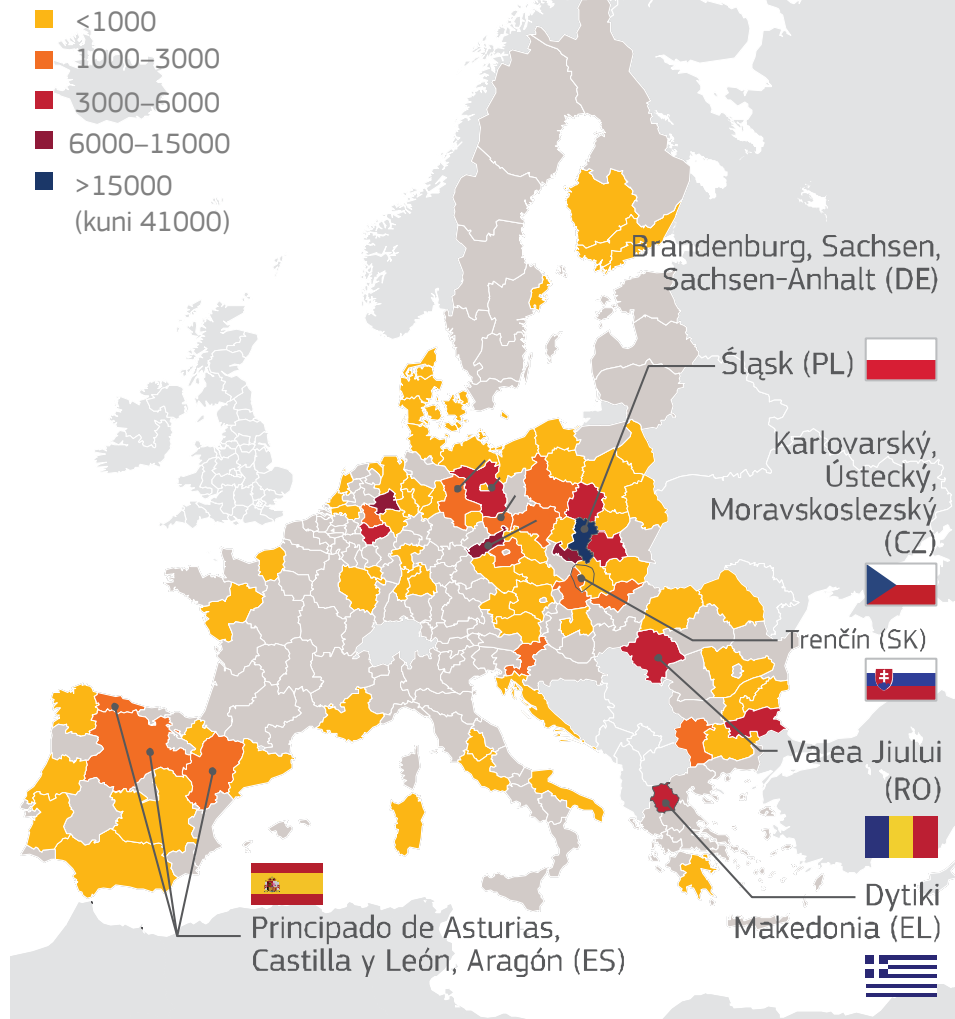 <1000
1000–3000
3000–6000
6000–15000
>15000
(kuni 41000)
Brandenburg, Sachsen,
Sachsen-Anhalt (DE)
Śląsk (PL)
Karlovarský,
Ústecký,
Moravskoslezský
(CZ)
Trenčín (SK)
Valea Jiului
(RO)
Dytiki
Makedonia (EL)
Principado de Asturias,
Castilla y León, Aragón (ES)